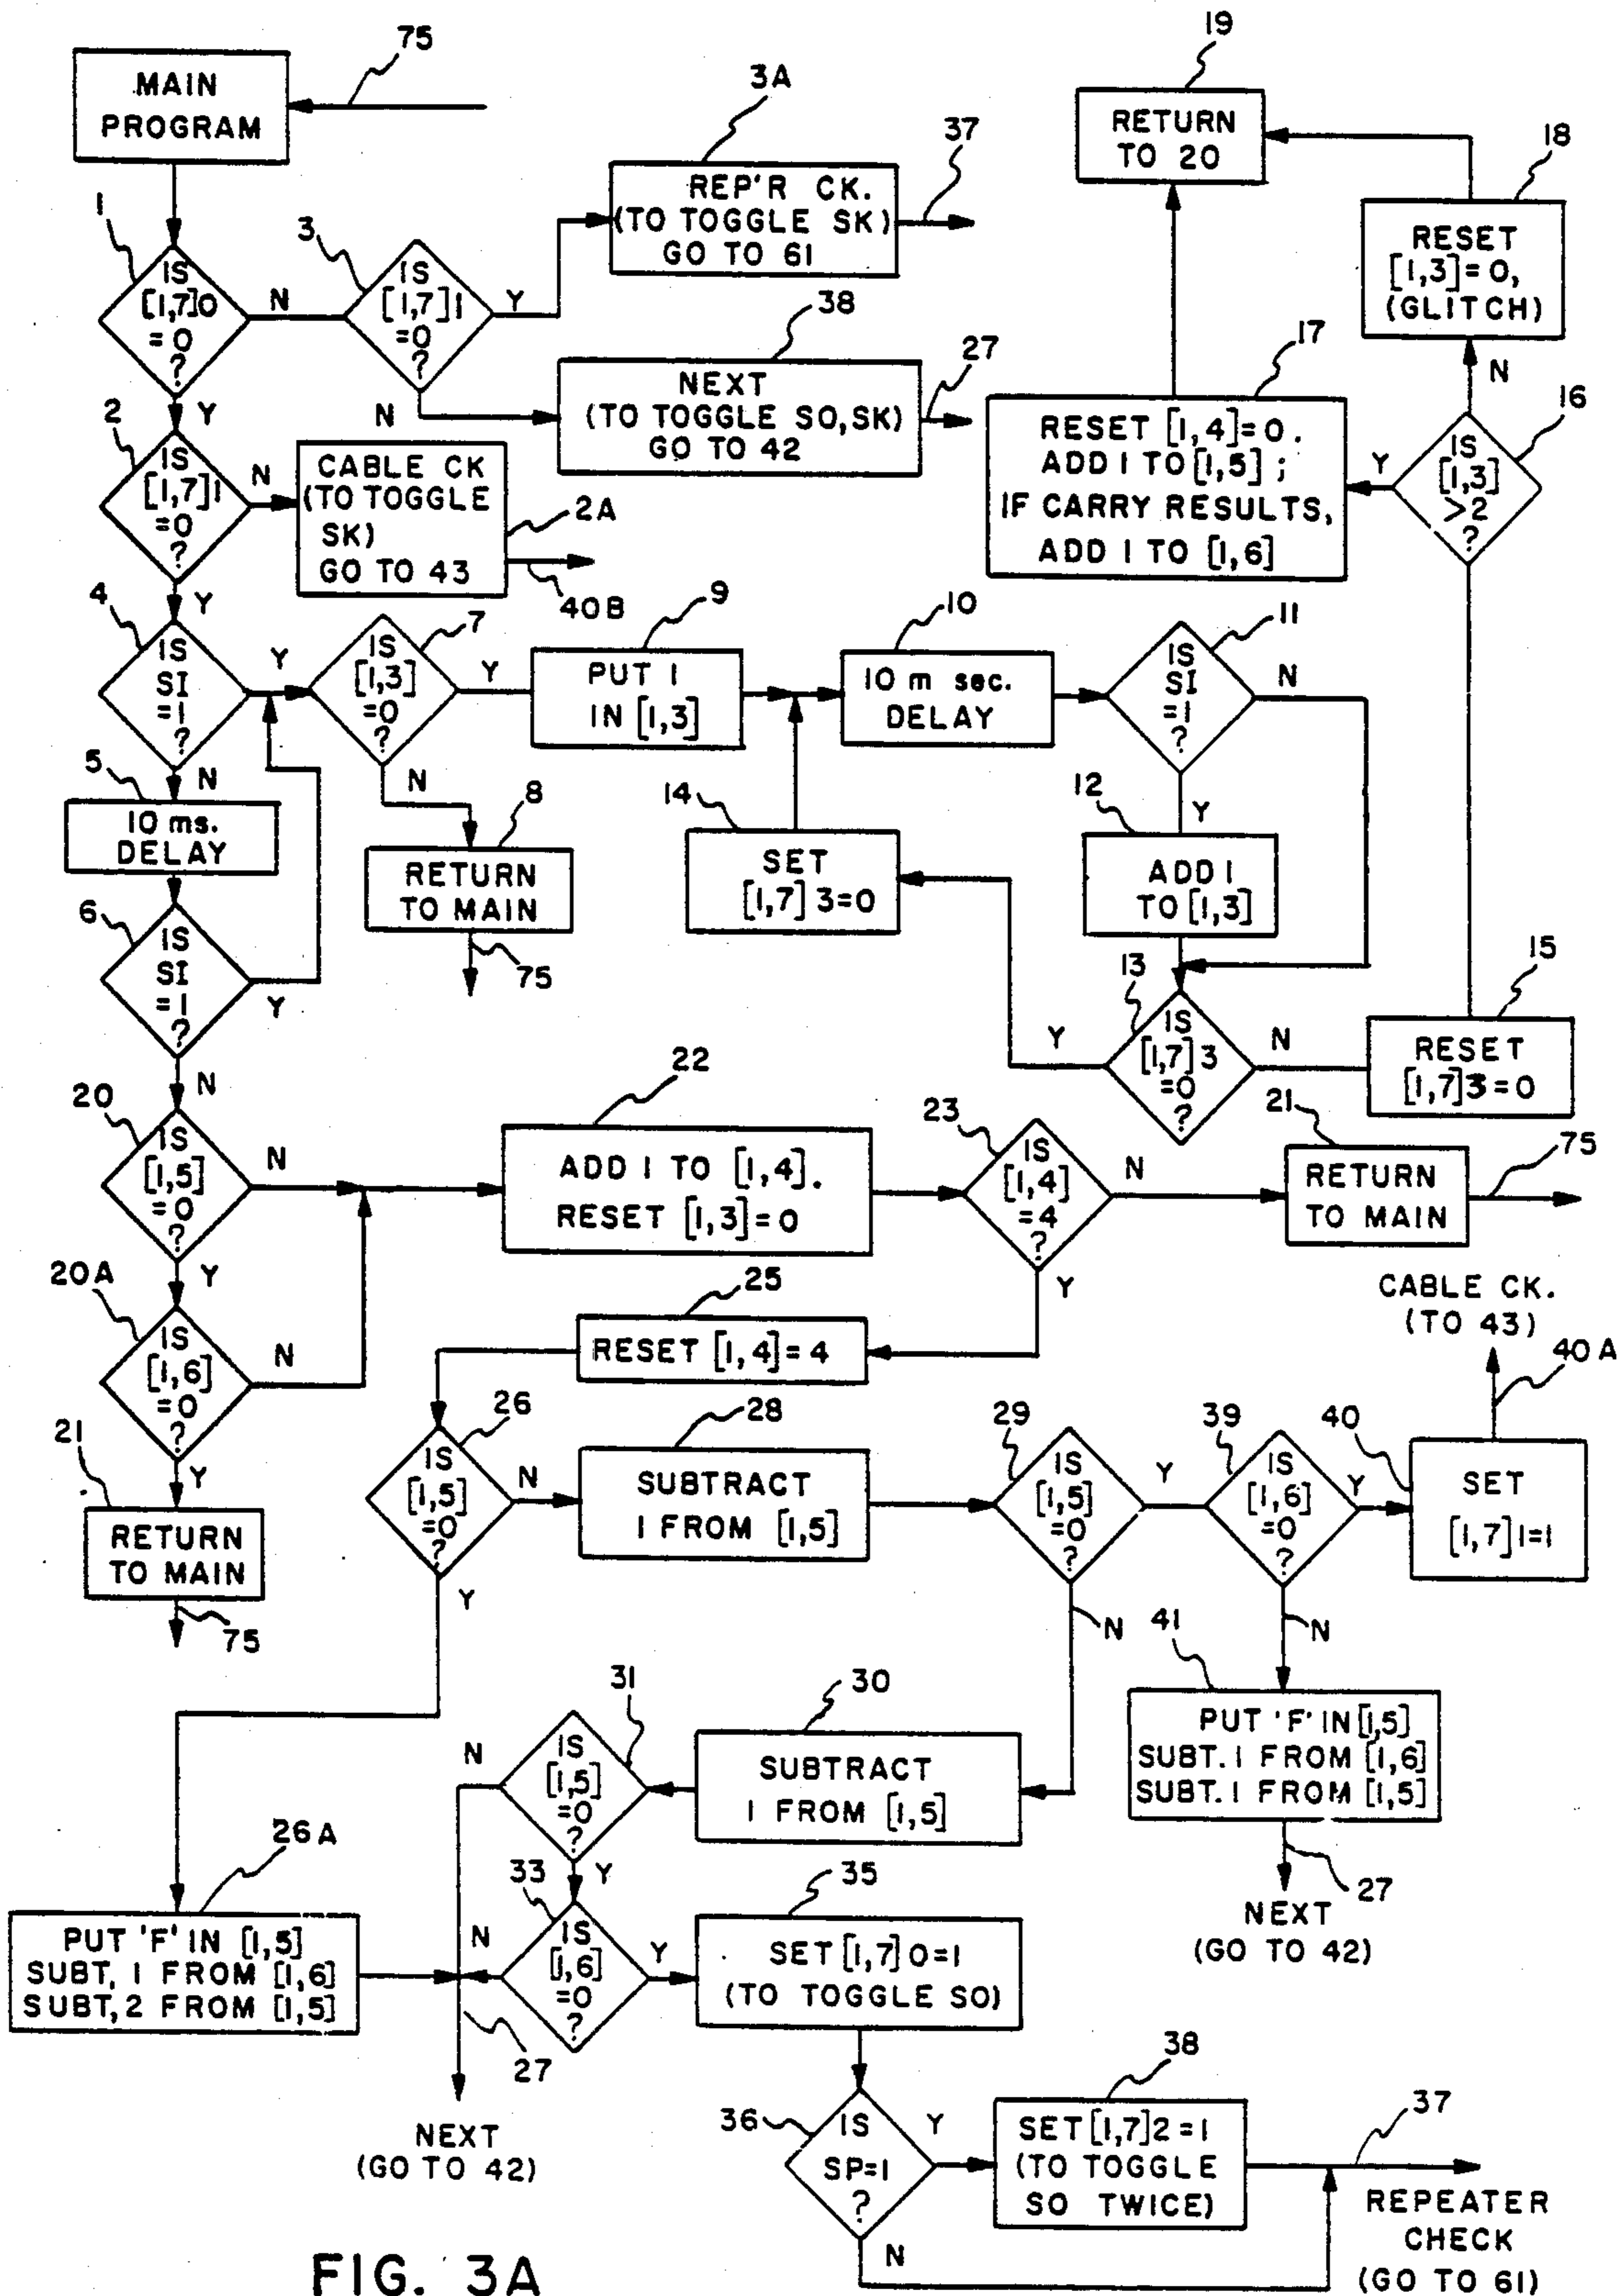 75
MAIN
PROGRAM
1
IS
[1,7]0
=0
?
N
Y
3
IS
[1,7]1
=0
?
Y
N
3A
REP'R CK.
(TO TOGGLE SK)
GO TO 61
37
38
NEXT
(TO TOGGLE SO,SK)
GO TO 42
27
19
RETURN
TO 20
18
RESET
[1,3]=0,
(GLITCH)
N
17
RESET [1,4]=0.
ADD 1 TO [1,5];
IF CARRY RESULTS,
ADD 1 TO [1,6]
Y
16
IS
[1,3]
>2
?
2
IS
[1,7]1
=0
?
N
Y
CABLE CK
(TO TOGGLE
SK)
GO TO 43
2A
40B
4
IS
SI
=1
?
Y
N
7
IS
[1,3]
=0
?
Y
N
9
PUT 1
IN [1,3]
10
10 m sec.
DELAY
11
IS
SI
=1
?
N
Y
5
10 ms.
DELAY
8
RETURN
TO MAIN
75
14
SET
[1,7] 3=0
12
ADD 1
TO [1,3]
6
IS
SI
=1
?
Y
N
13
IS
[1,7]3
=0
?
Y
N
15
RESET
[1,7]3=0
20
IS
[1,5]
=0
?
N
Y
22
ADD 1 TO [1,4].
RESET [1,3]=0
23
IS
[1,4]
=4
?
N
Y
21
RETURN
TO MAIN
75
20A
IS
[1,6]
=0
?
N
Y
25
RESET [1,4]=4
CABLE CK.
(TO 43)
40A
21
RETURN
TO MAIN
75
26
IS
[1,5]
=0
?
N
Y
28
SUBTRACT
1 FROM [1,5]
29
IS
[1,5]
=0
?
Y
N
39
IS
[1,6]
=0
?
Y
N
40
SET
[1,7]1=1
41
PUT 'F' IN [1,5]
SUBT. 1 FROM [1,6]
SUBT. 1 FROM [1,5]
27
NEXT
(GO TO 42)
31
IS
[1,5]
=0
?
N
Y
30
SUBTRACT
1 FROM [1,5]
26A
PUT 'F' IN [1,5]
SUBT, 1 FROM [1,6]
SUBT, 2 FROM [1,5]
33
IS
[1,6]
=0
?
N
Y
35
SET [1,7] 0=1
(TO TOGGLE SO)
27
NEXT
(GO TO 42)
36
IS
SP=1
?
Y
N
38
SET [1,7] 2=1
(TO TOGGLE
SO TWICE)
37
REPEATER
CHECK
(GO TO 61)
FIG. 3A